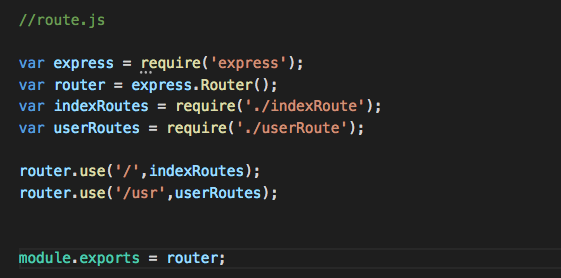 //route.js
var express = require('express');
var router = express.Router();
var indexRoutes = require('./indexRoute');
var userRoutes = require('./userRoute');
router.use('/',indexRoutes);
router.use('/usr',userRoutes);
module.exports = router;